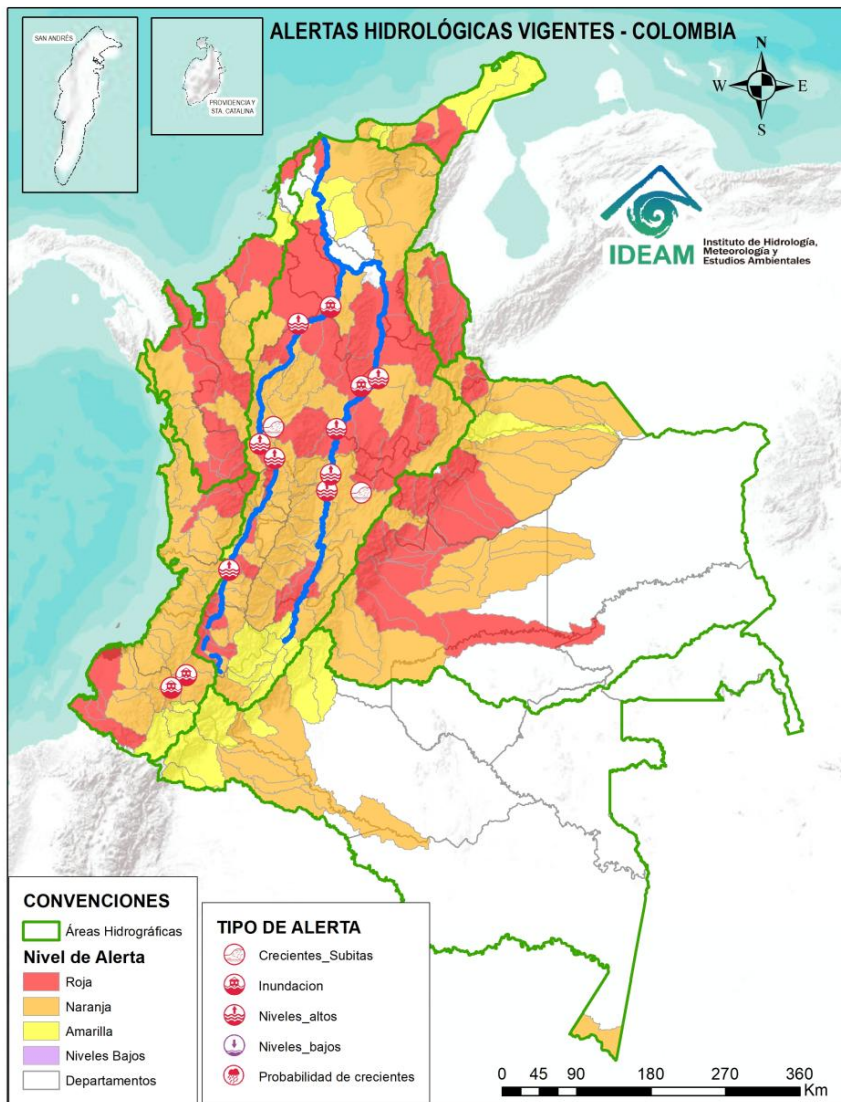 ALERTAS HIDROLÓGICAS VIGENTES - COLOMBIA
SAN ANDRÉS
PROVIDENCIA Y
STA. CATALINA
N
W
E
S
IDEAM
Instituto de Hidrología,
Meteorología y
Estudios Ambientales
CONVENCIONES
Áreas Hidrográficas
Nivel de Alerta
Roja
Naranja
Amarilla
Niveles Bajos
Departamentos
TIPO DE ALERTA
Crecientes_Subitas
Inundacion
Niveles_altos
Niveles_bajos
Probabilidad de crecientes
0 45 90 180 270 360
Km